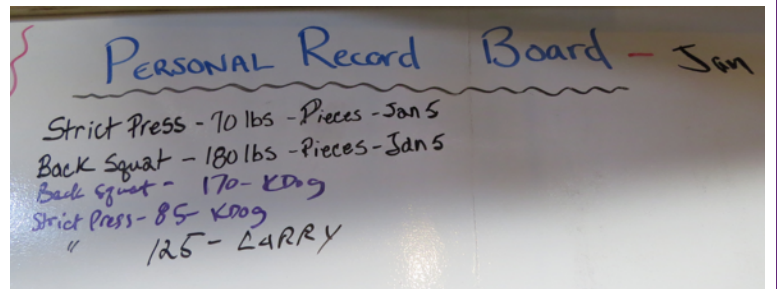 Personal Record Board - Jan
Strict Press - 70 lbs - Pieces - Jan 5
Back Squat - 180 lbs - Pieces - Jan 5
Back Squat - 170 - KDog
Strict Press - 85 - KDog
" 125 - LARRY